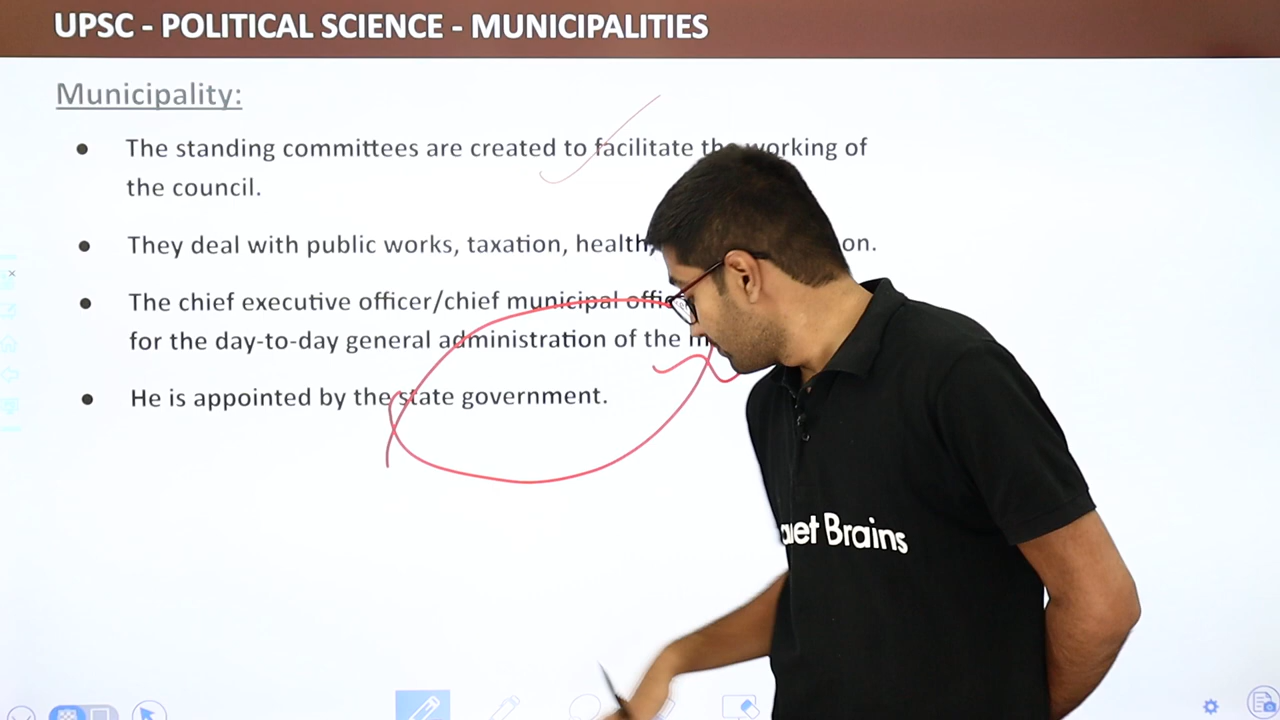 UPSC - POLITICAL SCIENCE - MUNICIPALITIES
Municipality:
● The standing committees are created to facilitate the working of
the council.
● They deal with public works, taxation, health,
● The chief executive officer/chief municipal
for the day-to-day general administration of the
● He is appointed by the state government.
Brains